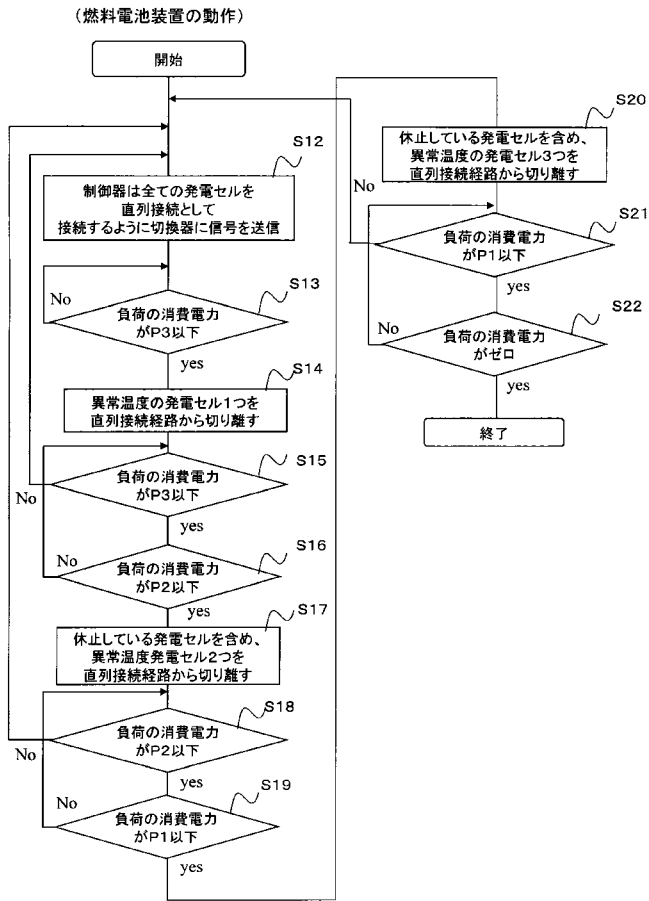 (燃料電池装置の動作)
開始
S12
制御器は全ての発電セルを
直列接続として
接続するように切換器に信号を送信
S13
No
負荷の消費電力
がP3以下
yes
S14
異常温度の発電セル1つを
直列接続経路から切り離す
S15
負荷の消費電力
がP3以下
No
yes
S16
No
負荷の消費電力
がP2以下
yes
S17
休止している発電セルを含め、
異常温度発電セル2つを
直列接続経路から切り離す
S18
負荷の消費電力
がP2以下
No
yes
S19
No
負荷の消費電力
がP1以下
yes
S20
休止している発電セルを含め、
異常温度の発電セル3つを
直列接続経路から切り離す
No
S21
負荷の消費電力
がP1以下
yes
S22
No
負荷の消費電力
がゼロ
yes
終了